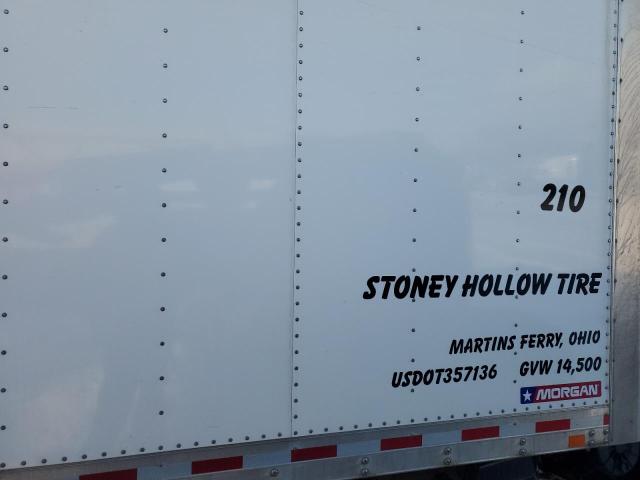 210
STONEY HOLLOW TIRE
MARTINS FERRY, OHIO
USDOT357136 GVW 14,500
MORGAN